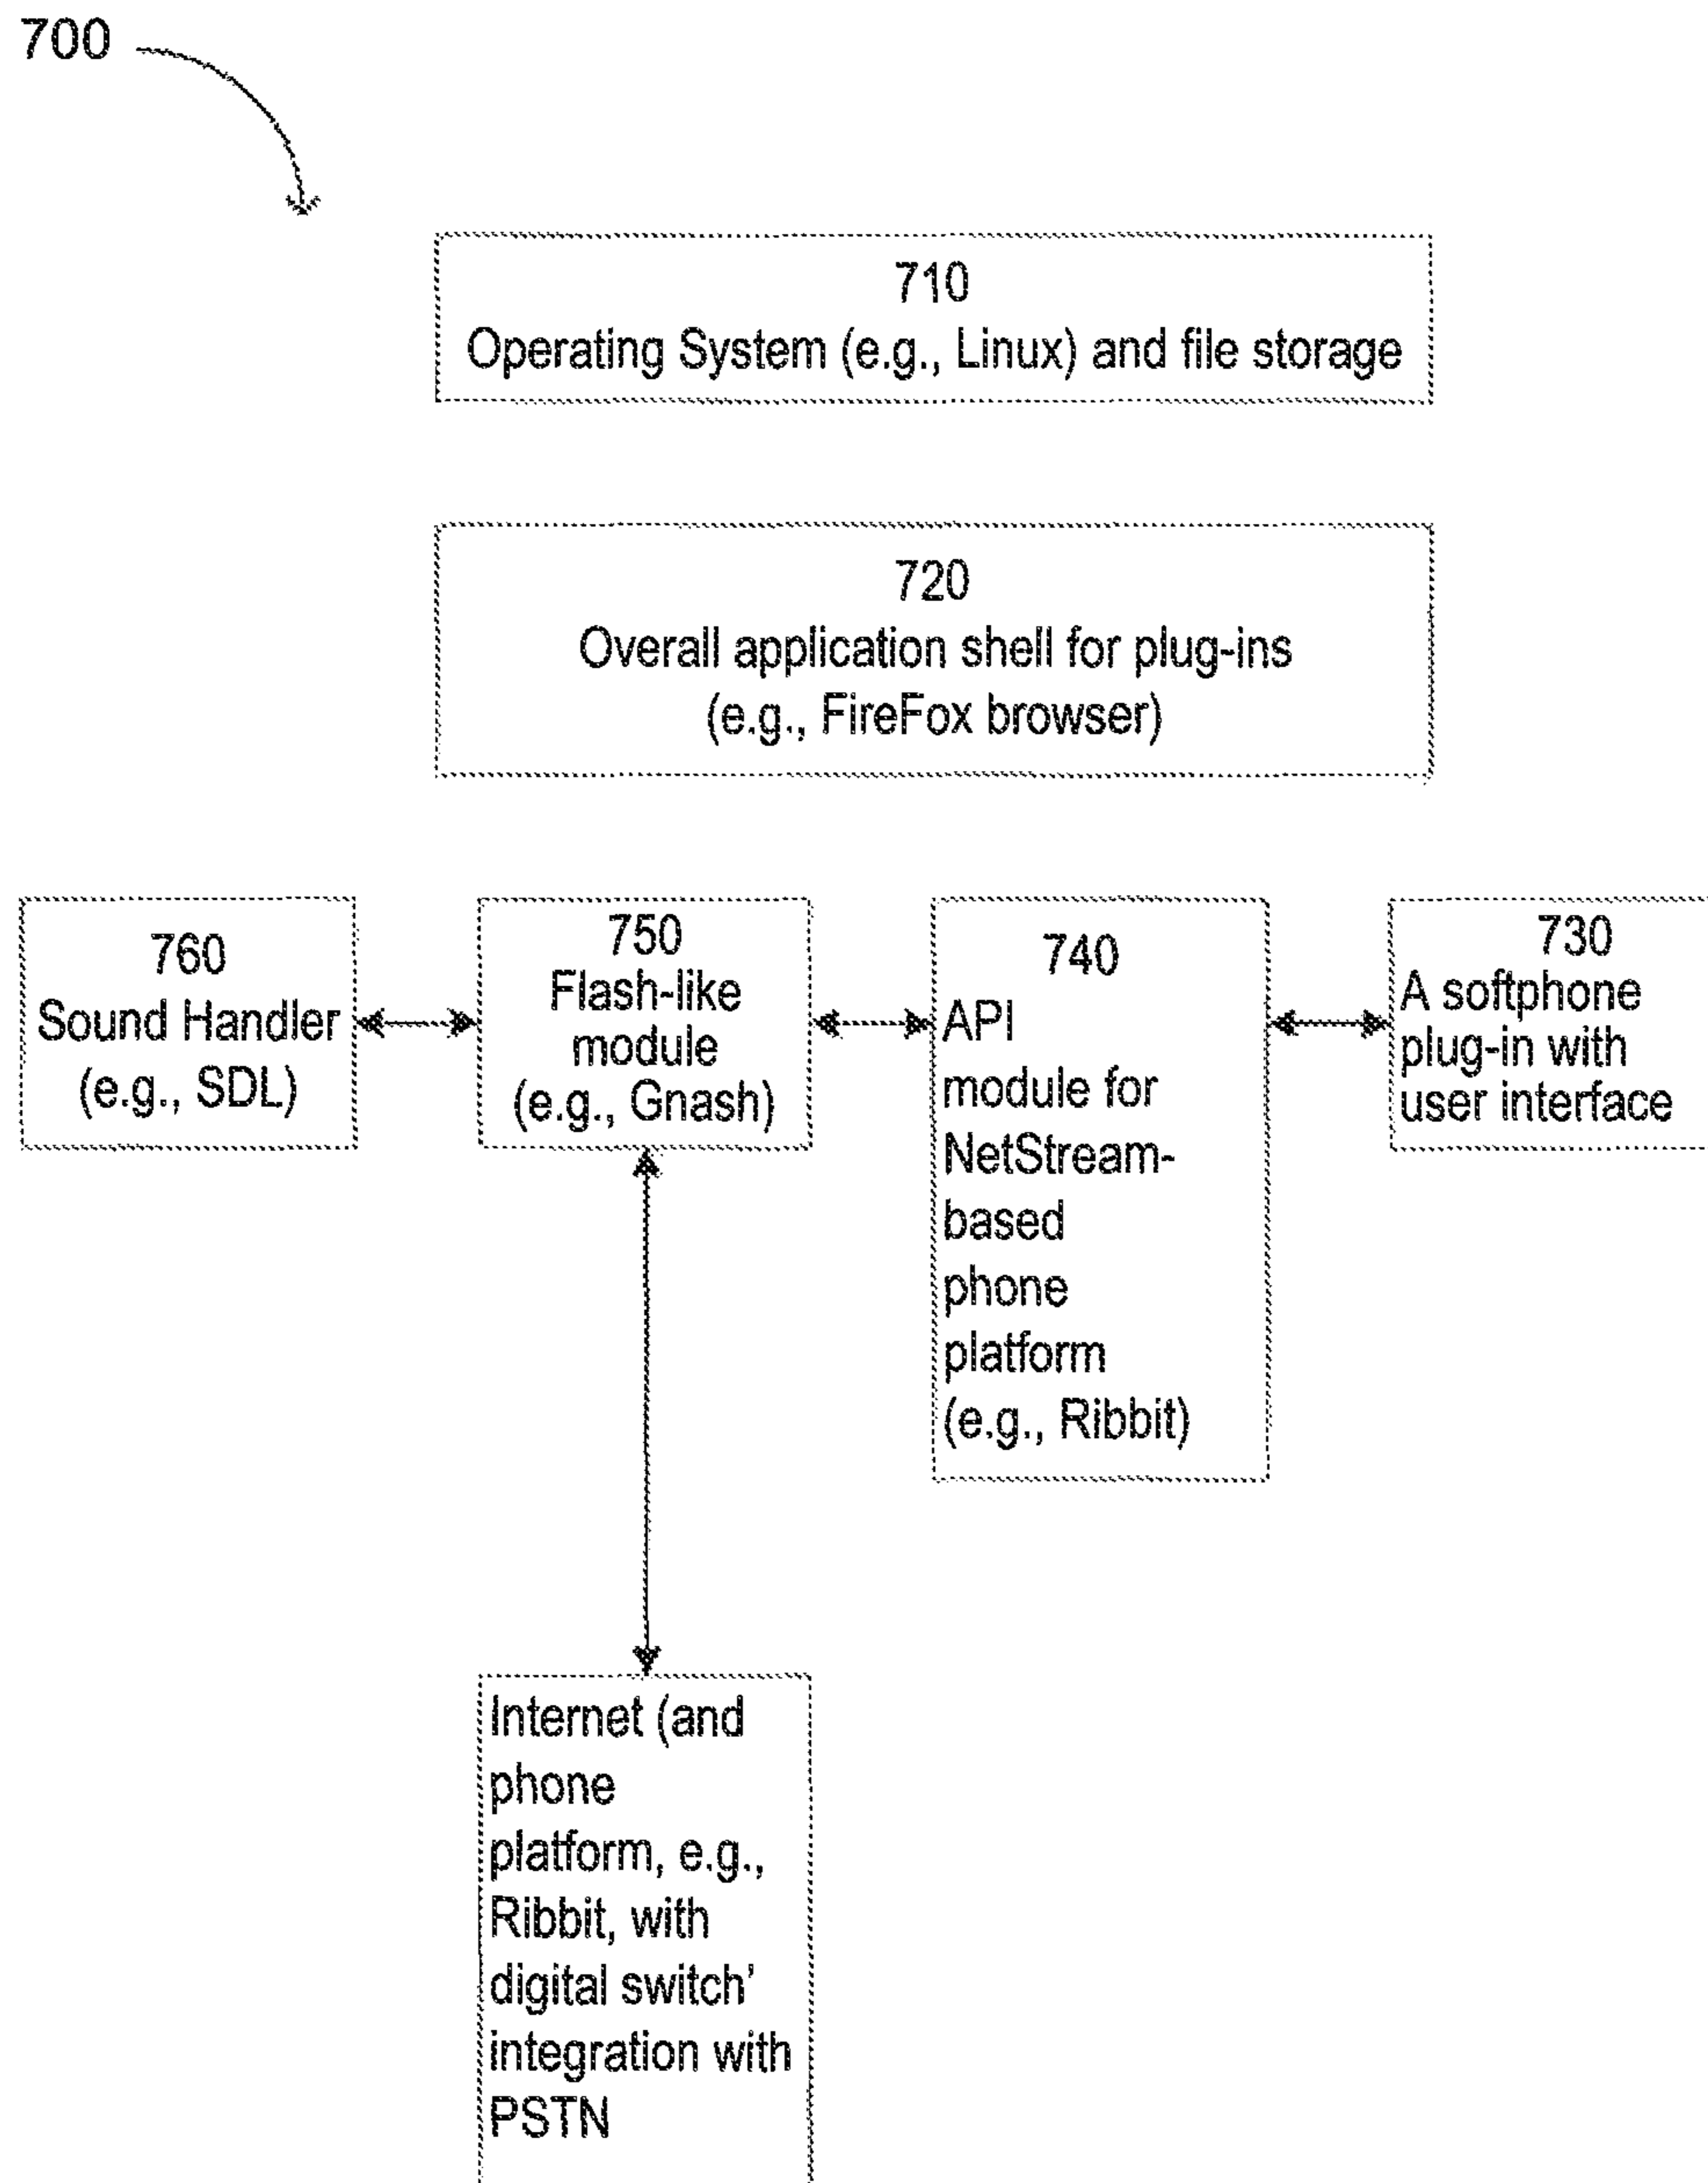 700
710
Operating System (e.g., Linux) and file storage
720
Overall application shell for plug-ins
(e.g., FireFox browser)
760
Sound Handler
(e.g., SDL)
750
Flash-like
module
(e.g., Gnash)
740
API
module for
NetStream-
based
phone
platform
(e.g., Ribbit)
730
A softphone
plug-in with
user interface
Internet (and
phone
platform, e.g.,
Ribbit, with
digital switch'
integration with
PSTN